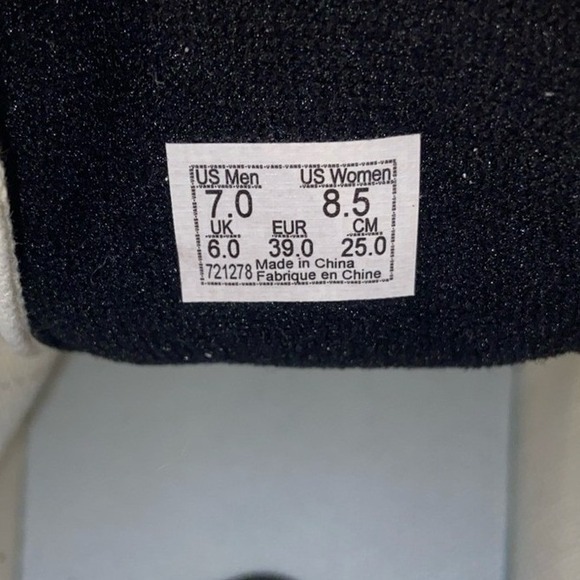 US Men US Women
7.0 8.5
UK EUR CM
6.0 39.0 25.0
721278 Made in China
Fabrique en Chine